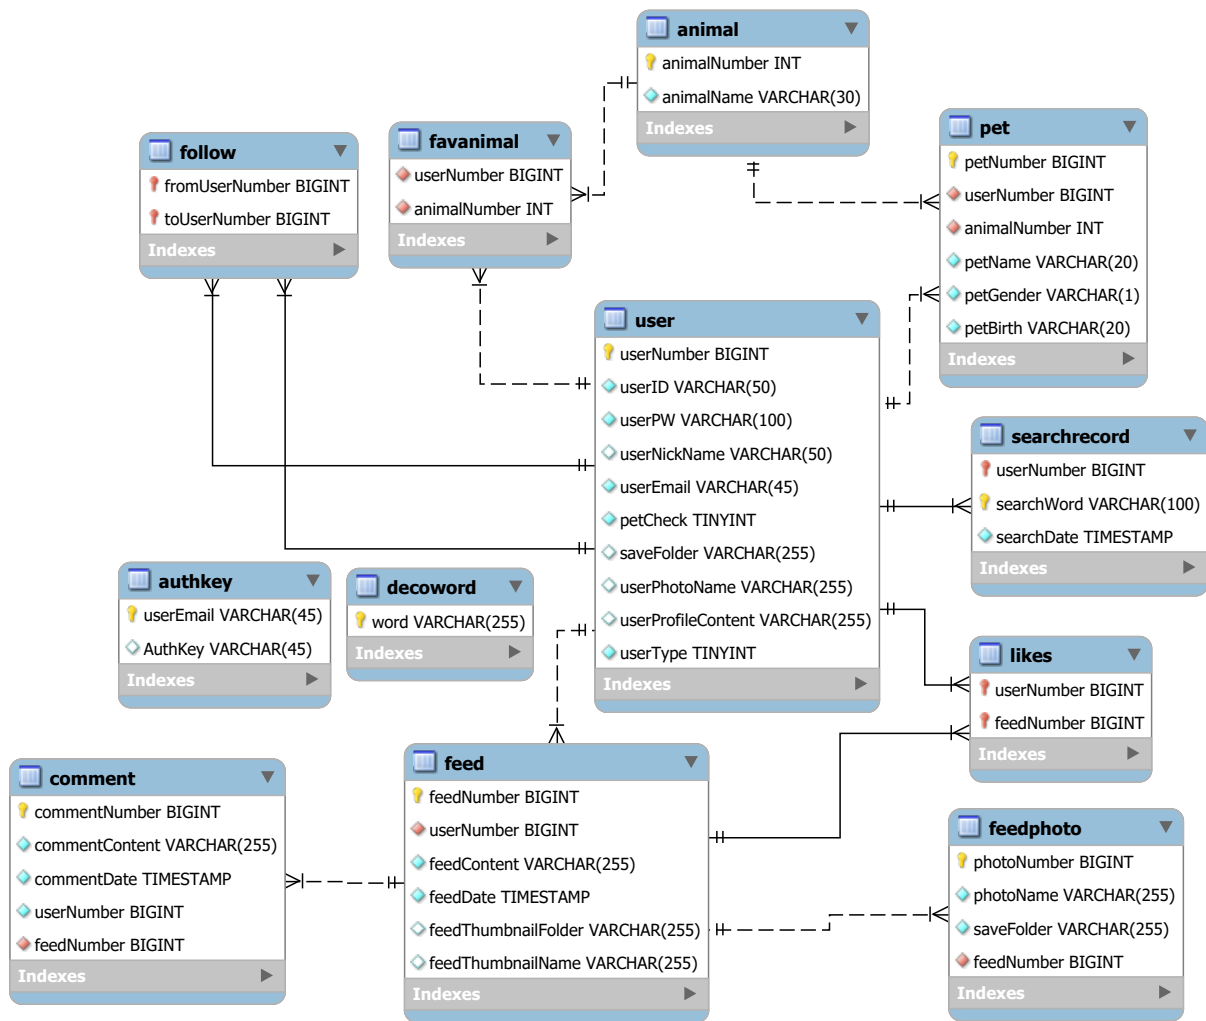 animal
animalNumber INT
animalName VARCHAR(30)
Indexes
follow
fromUserNumber BIGINT
toUserNumber BIGINT
Indexes
favanimal
userNumber BIGINT
animalNumber INT
Indexes
pet
petNumber BIGINT
userNumber BIGINT
animalNumber INT
petName VARCHAR(20)
petGender VARCHAR(1)
petBirth VARCHAR(20)
Indexes
user
userNumber BIGINT
userID VARCHAR(50)
userPW VARCHAR(100)
userNickName VARCHAR(50)
userEmail VARCHAR(45)
petCheck TINYINT
saveFolder VARCHAR(255)
userPhotoName VARCHAR(255)
userProfileContent VARCHAR(255)
userType TINYINT
Indexes
searchrecord
userNumber BIGINT
searchWord VARCHAR(100)
searchDate TIMESTAMP
Indexes
authkey
userEmail VARCHAR(45)
AuthKey VARCHAR(45)
Indexes
decoword
word VARCHAR(255)
Indexes
likes
userNumber BIGINT
feedNumber BIGINT
Indexes
comment
commentNumber BIGINT
commentContent VARCHAR(255)
commentDate TIMESTAMP
userNumber BIGINT
feedNumber BIGINT
Indexes
feed
feedNumber BIGINT
userNumber BIGINT
feedContent VARCHAR(255)
feedDate TIMESTAMP
feedThumbnailFolder VARCHAR(255)
feedThumbnailName VARCHAR(255)
Indexes
feedphoto
photoNumber BIGINT
photoName VARCHAR(255)
saveFolder VARCHAR(255)
feedNumber BIGINT
Indexes